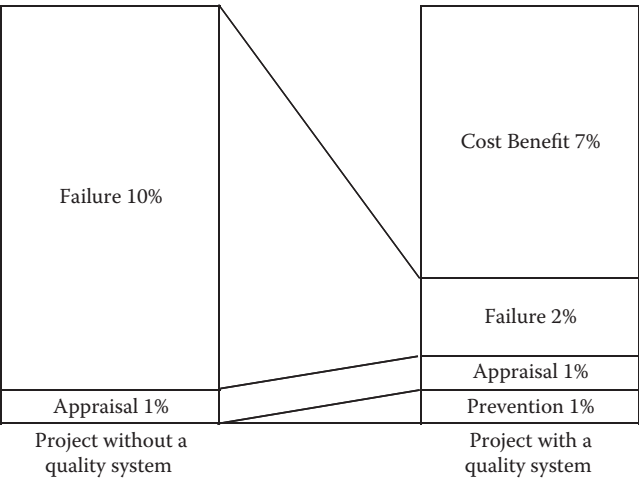 Failure 10%
Appraisal 1%
Project without a
quality system
Cost Benefit 7%
Failure 2%
Appraisal 1%
Prevention 1%
Project with a
quality system